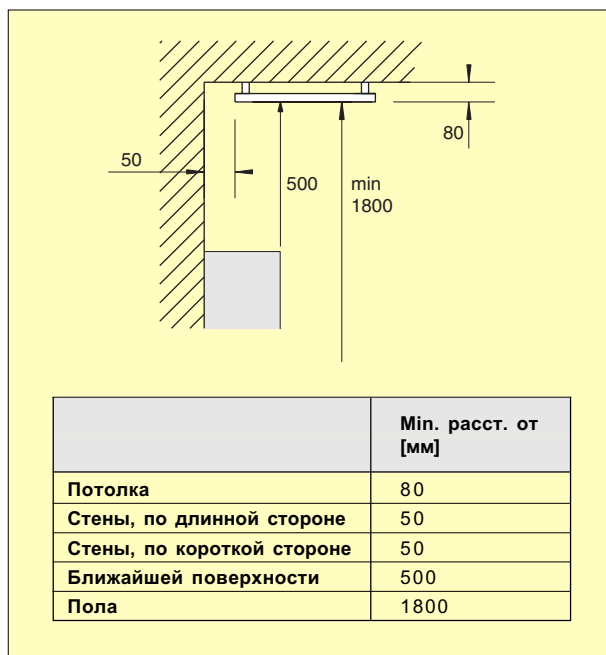 80
50
500
min
1800
Min. расст. от
[мм]
Потолка 80
Стены, по длинной стороне 50
Стены, по короткой стороне 50
Ближайшей поверхности 500
Пола 1800